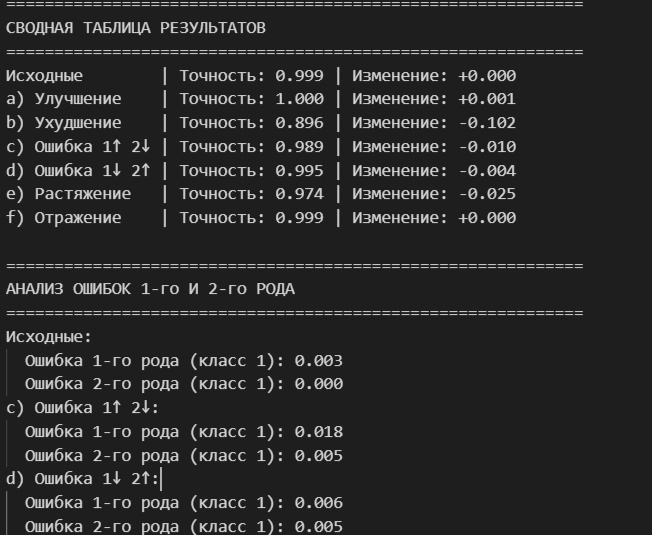 ============================================================
СВОДНАЯ ТАБЛИЦА РЕЗУЛЬТАТОВ
============================================================
Исходные        | Точность: 0.999 | Изменение: +0.000
a) Улучшение    | Точность: 1.000 | Изменение: +0.001
b) Ухудшение    | Точность: 0.896 | Изменение: -0.102
c) Ошибка 1↑ 2↓ | Точность: 0.989 | Изменение: -0.010
d) Ошибка 1↓ 2↑ | Точность: 0.995 | Изменение: -0.004
e) Растяжение   | Точность: 0.974 | Изменение: -0.025
f) Отражение    | Точность: 0.999 | Изменение: +0.000
============================================================
АНАЛИЗ ОШИБОК 1-го И 2-го РОДА
============================================================
Исходные:
  Ошибка 1-го рода (класс 1): 0.003
  Ошибка 2-го рода (класс 1): 0.000
c) Ошибка 1↑ 2↓:
  Ошибка 1-го рода (класс 1): 0.018
  Ошибка 2-го рода (класс 1): 0.005
d) Ошибка 1↓ 2↑:
  Ошибка 1-го рода (класс 1): 0.006
  Ошибка 2-го рода (класс 1): 0.005